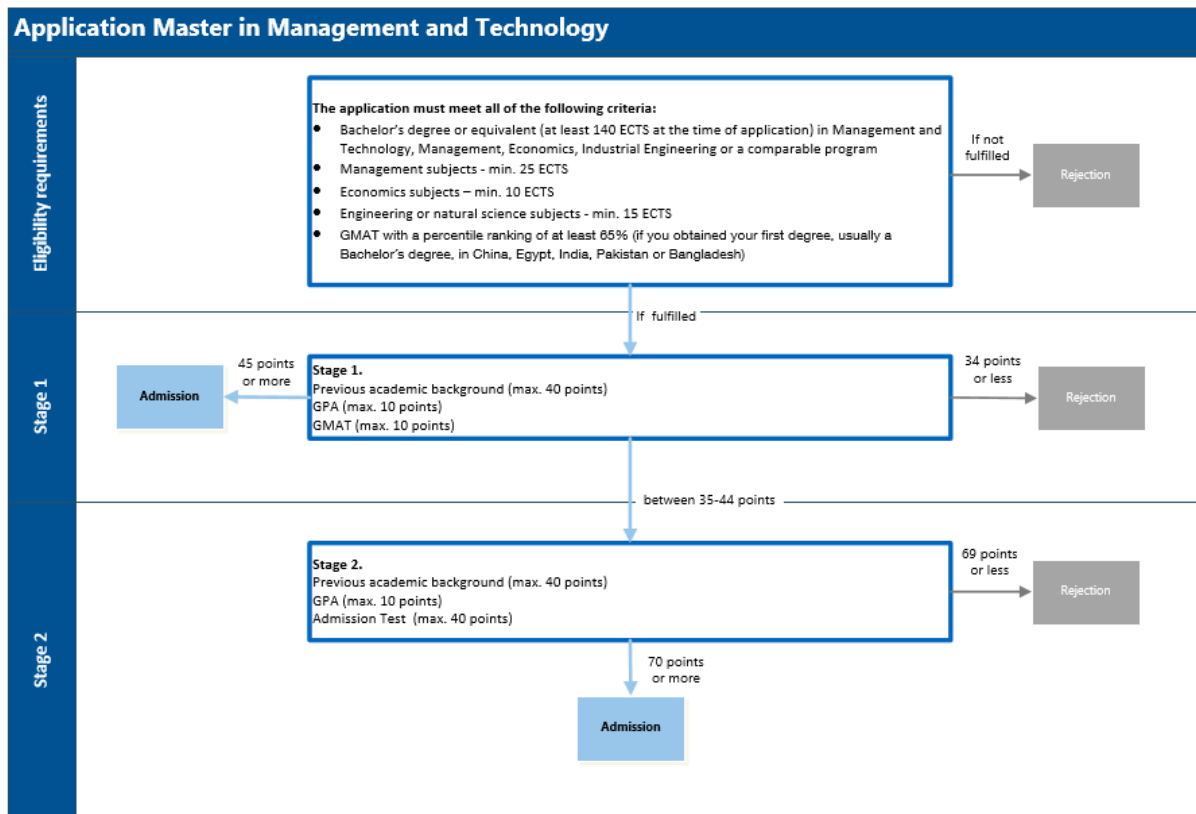 Application Master in Management and Technology
Eligibility requirements
The application must meet all of the following criteria:
• Bachelor's degree or equivalent (at least 140 ECTS at the time of application) in Management and
Technology, Management, Economics, Industrial Engineering or a comparable program
• Management subjects - min. 25 ECTS
• Economics subjects – min. 10 ECTS
• Engineering or natural science subjects - min. 15 ECTS
• GMAT with a percentile ranking of at least 65% (if you obtained your first degree, usually a
Bachelor's degree, in China, Egypt, India, Pakistan or Bangladesh)
If not
fulfilled
Rejection
If fulfilled
Stage 1
45 points
or more
Admission
Stage 1.
Previous academic background (max. 40 points)
GPA (max. 10 points)
GMAT (max. 10 points)
34 points
or less
Rejection
between 35-44 points
Stage 2
Stage 2.
Previous academic background (max. 40 points)
GPA (max. 10 points)
Admission Test (max. 40 points)
69 points
or less
Rejection
70 points
or more
Admission